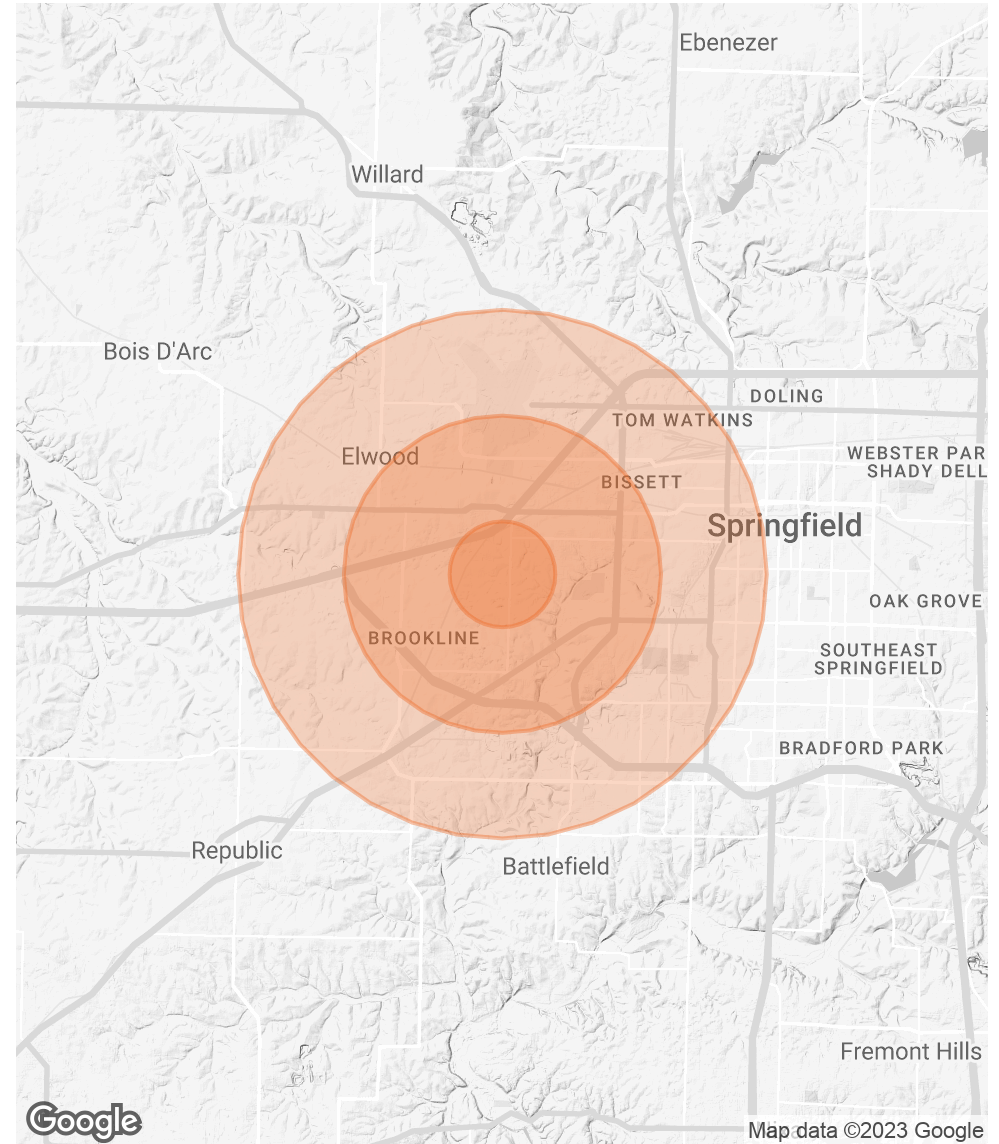 Ebenezer
Willard
Bois D'Arc
DOLING
TOM WATKINS
Elwood
WEBSTER PAR
SHADY DELL
BISSETT
Springfield
OAK GROVE
BROOKLINE
SOUTHEAST
SPRINGFIELD
BRADFORD PARK
Republic
Battlefield
Fremont Hills
Google
Map data ©2023 Google